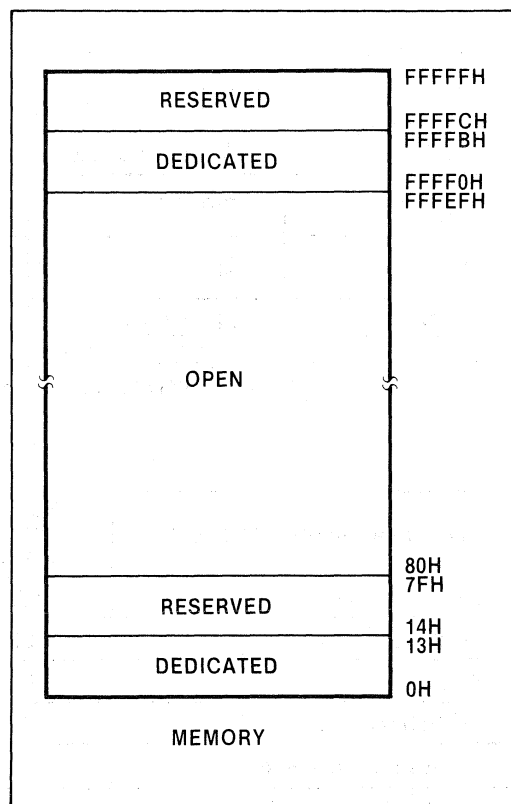 FFFFFH
RESERVED
FFFFCH
FFFFBH
DEDICATED
FFFF0H
FFFEFH
OPEN
80H
7FH
RESERVED
14H
13H
DEDICATED
0H
MEMORY